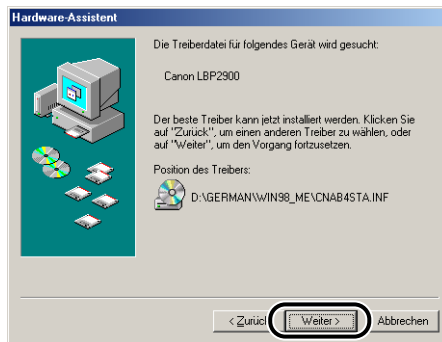 Hardware-Assistent
Die Treiberdatei für folgendes Gerät wird gesucht:
Canon LBP2900
Der beste Treiber kann jetzt installiert werden. Klicken Sie
auf "Zurück", um einen anderen Treiber zu wählen, oder
auf "Weiter", um den Vorgang fortzusetzen.
Position des Treibers:
D:\GERMAN\WIN98_ME\CNAB4STA.INF
< Zurück Weiter > Abbrechen